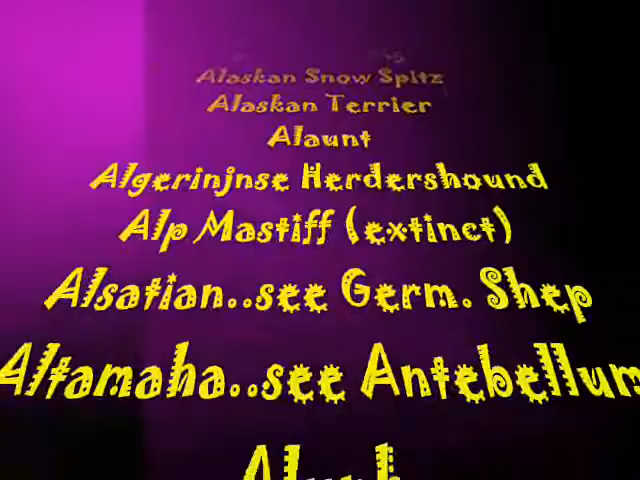 Alaskan Snow Spitz
Alaskan Terrier
Alaunt
Algerinjnse Herdershound
Alp Mastiff (extinct)
Alsatian..see Germ. Shep
Altamaha..see Antebellum